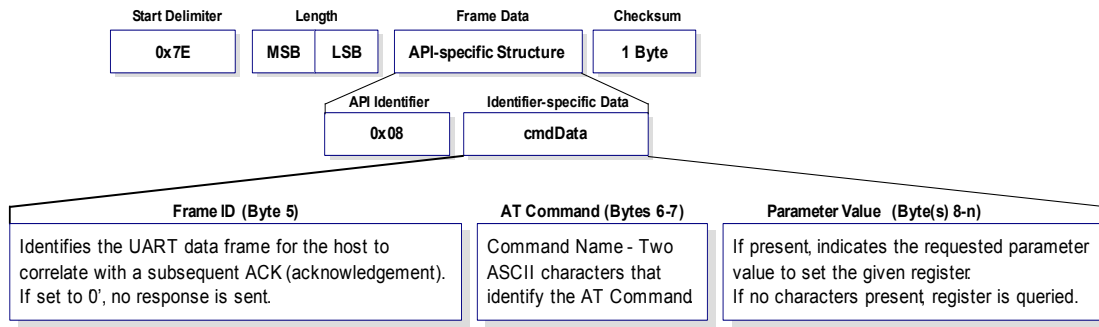 Start Delimiter Length Frame Data Checksum
0x7E MSB LSB API-specific Structure 1 Byte
API Identifier Identifier-specific Data
0x08 cmdData
Frame ID (Byte 5)
Identifies the UART data frame for the host to
correlate with a subsequent ACK (acknowledgement).
If set to 0’, no response is sent.
AT Command (Bytes 6-7)
Command Name - Two
ASCII characters that
identify the AT Command.
Parameter Value (Byte(s) 8-n)
If present, indicates the requested parameter
value to set the given register.
If no characters present, register is queried.